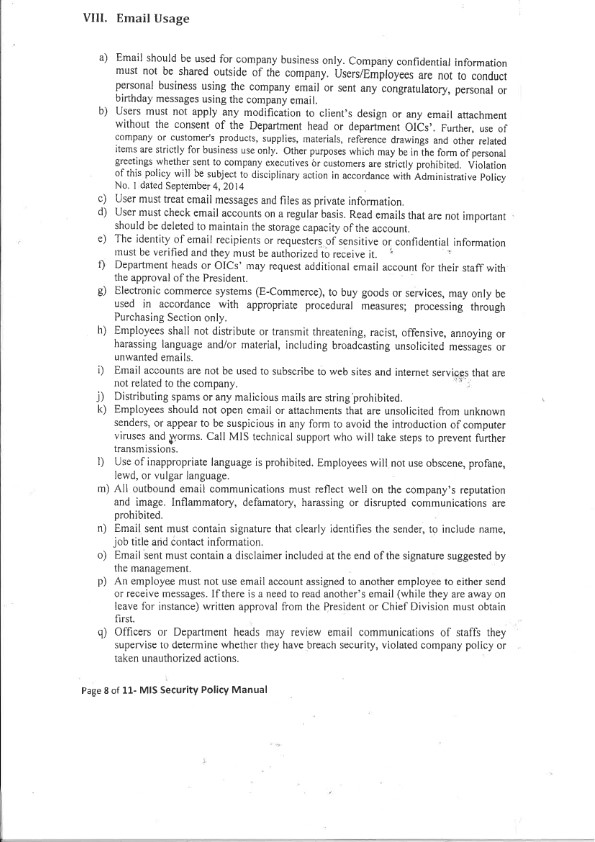 VIII. Email Usage
a) Email should be used for company business only. Company confidential information
must not be shared outside of the company. Users/Employees are not to conduct
personal business using the company email or sent any congratulatory, personal or
birthday messages using the company email.
b) Users must not apply any modification to client's design or any email attachment
without the consent of the Department head or department OICs'. Further, use of
company or customer's products, supplies, materials, reference drawings and other related
items are strictly for business use only. Other purposes which may be in the form of personal
greetings whether sent to company executives or customers are strictly prohibited. Violation
of this policy will be subject to disciplinary action in accordance with Administrative Policy
No. 1 dated September 4, 2014
c) User must treat email messages and files as private information.
d) User must check email accounts on a regular basis. Read emails that are not important
should be deleted to maintain the storage capacity of the account.
e) The identity of email recipients or requesters of sensitive or confidential information
must be verified and they must be authorized to receive it.
f) Department heads or OICs' may request additional email account for their staff with
the approval of the President.
g) Electronic commerce systems (E-Commerce), to buy goods or services, may only be
used in accordance with appropriate procedural measures; processing through
Purchasing Section only.
h) Employees shall not distribute or transmit threatening, racist, offensive, annoying or
harassing language and/or material, including broadcasting unsolicited messages or
unwanted emails.
i) Email accounts are not be used to subscribe to web sites and internet services that are
not related to the company.
j) Distributing spams or any malicious mails are string prohibited.
k) Employees should not open email or attachments that are unsolicited from unknown
senders, or appear to be suspicious in any form to avoid the introduction of computer
viruses and worms. Call MIS technical support who will take steps to prevent further
transmissions.
l) Use of inappropriate language is prohibited. Employees will not use obscene, profane,
lewd, or vulgar language.
m) All outbound email communications must reflect well on the company's reputation
and image. Inflammatory, defamatory, harassing or disrupted communications are
prohibited.
n) Email sent must contain signature that clearly identifies the sender, to include name,
job title and contact information.
o) Email sent must contain a disclaimer included at the end of the signature suggested by
the management.
p) An employee must not use email account assigned to another employee to either send
or receive messages. If there is a need to read another's email (while they are away on
leave for instance) written approval from the President or Chief Division must obtain
first.
q) Officers or Department heads may review email communications of staffs they
supervise to determine whether they have breach security, violated company policy or
taken unauthorized actions.
Page 8 of 11- MIS Security Policy Manual